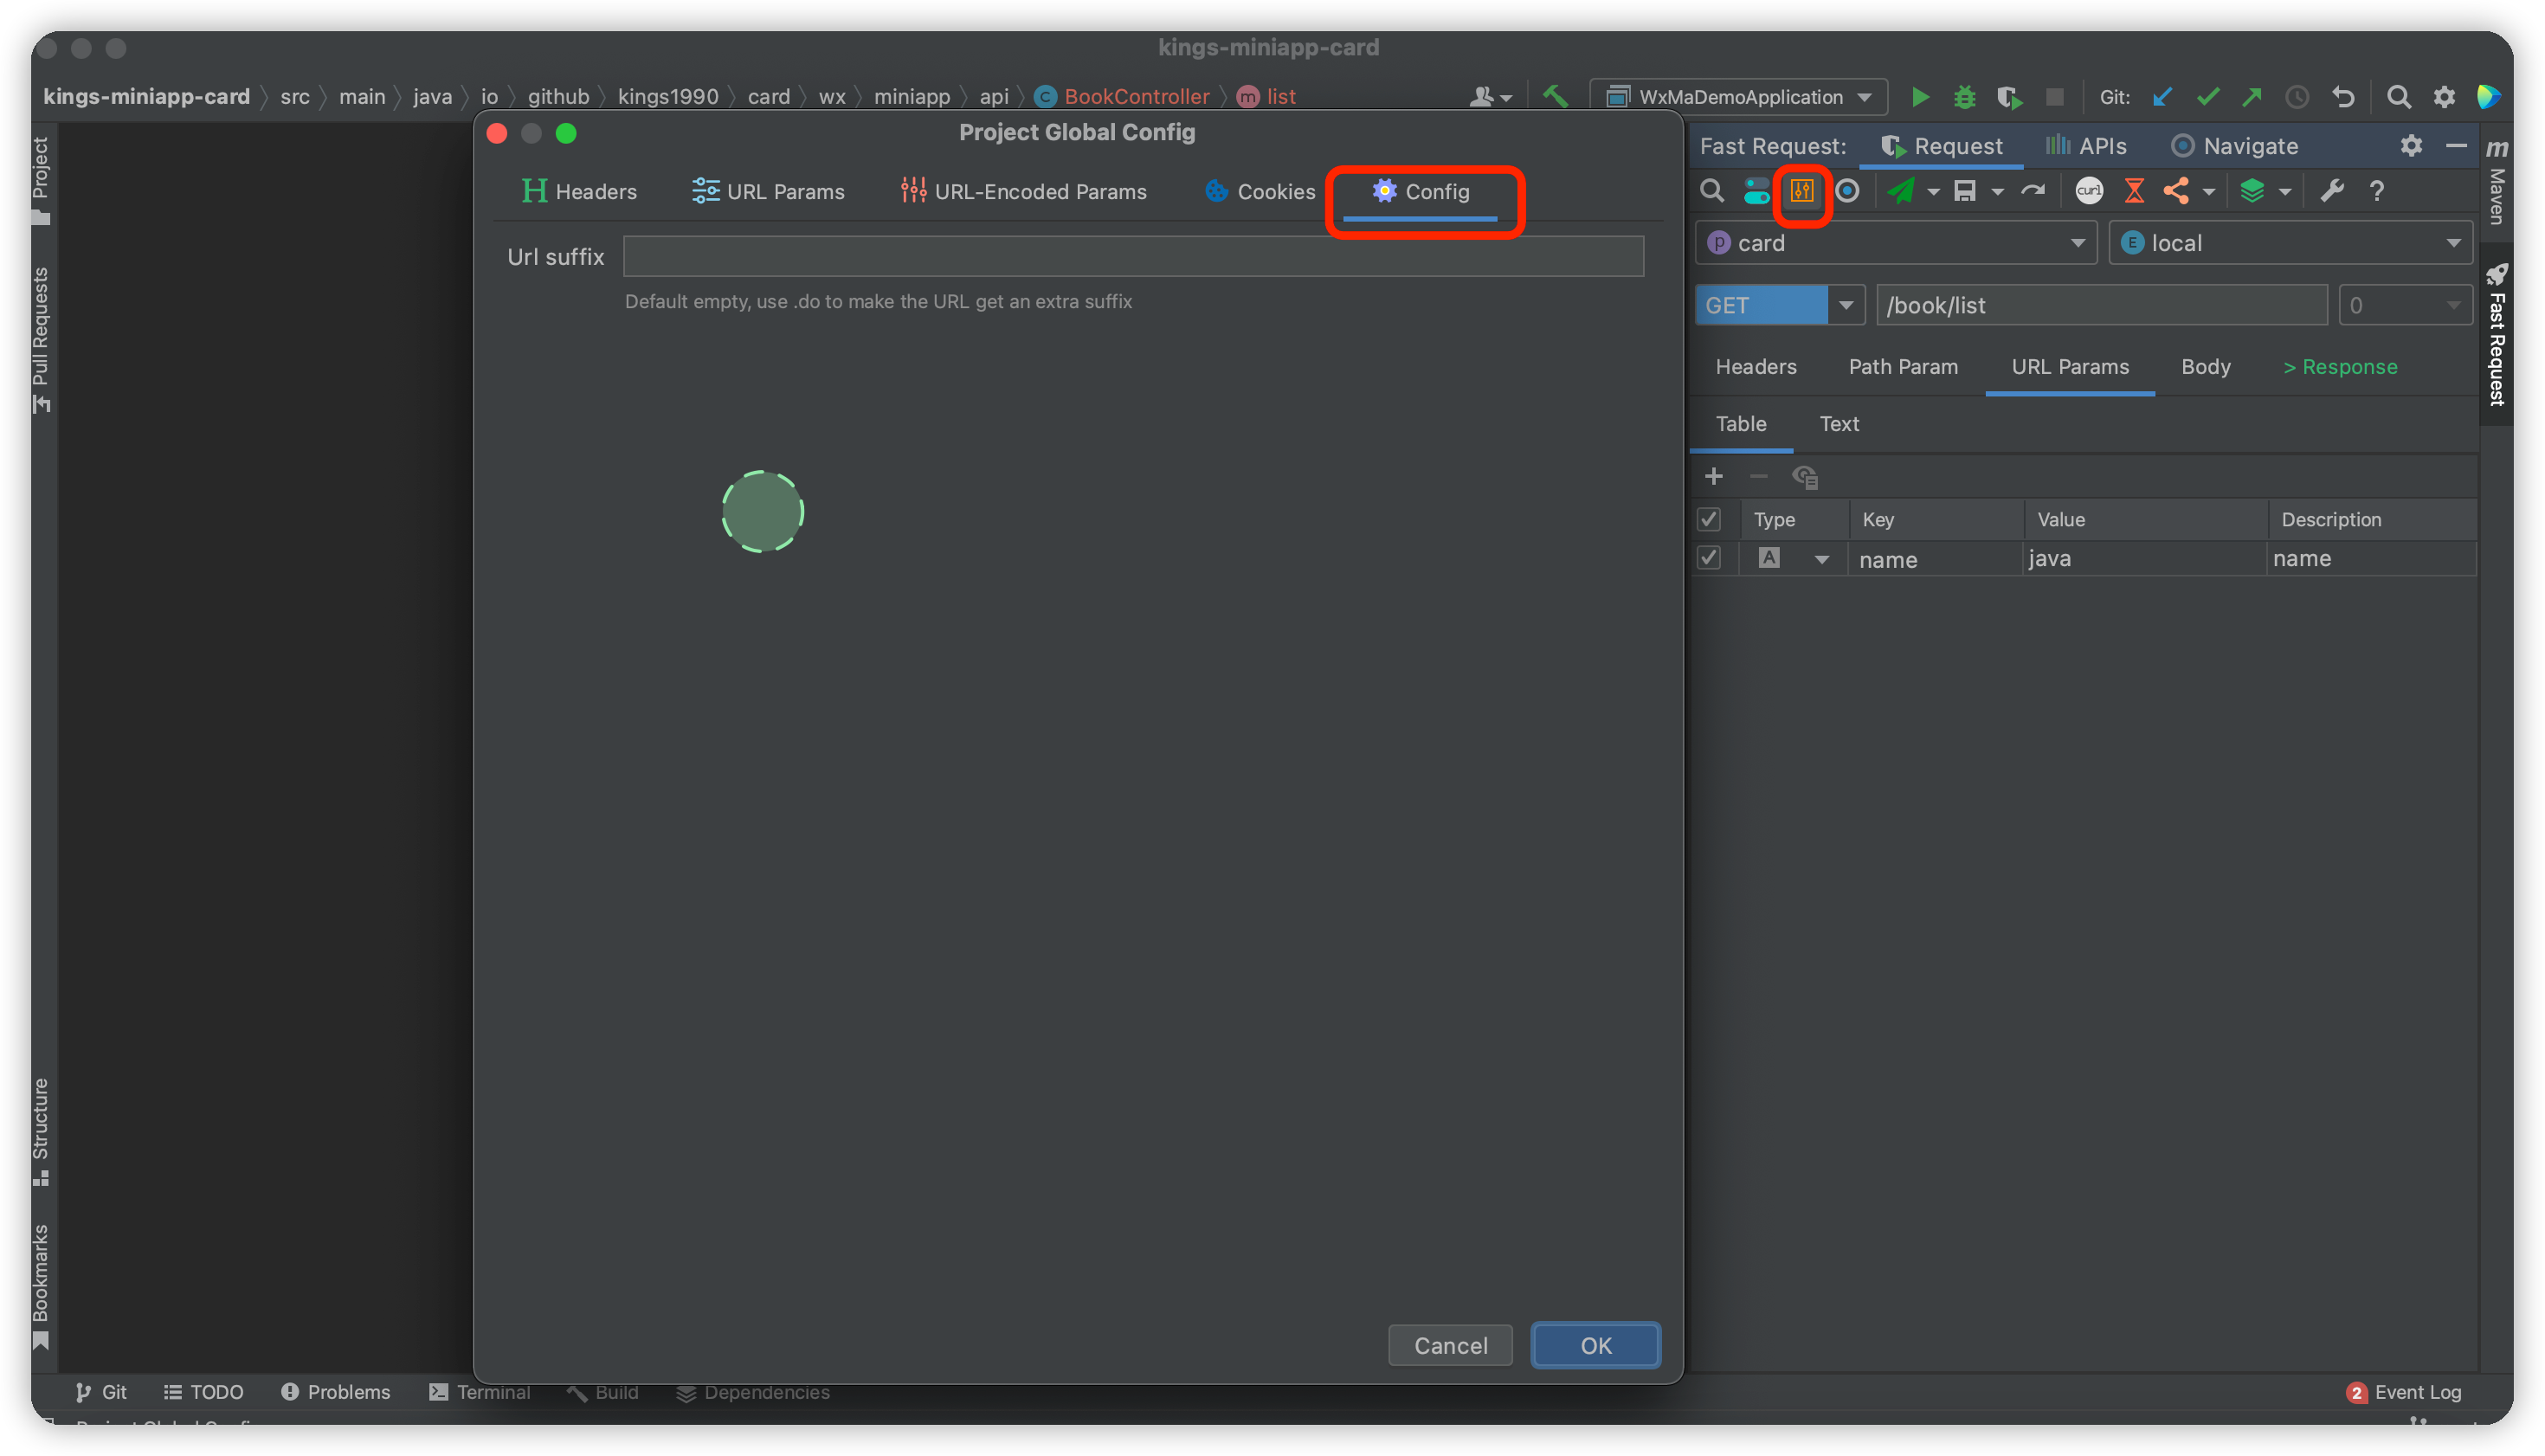 kings-miniapp-card
kings-miniapp-card src main java io github kings1990 card wx miniapp api C BookController m list WxMaDemoApplication Git:
Project
Pull Requests
Structure
Bookmarks
Project Global Config
H Headers URL Params URL-Encoded Params Cookies Config
Url suffix
Default empty, use .do to make the URL get an extra suffix
Cancel OK
Fast Request: Request APIs Navigate
curl ?
p card E local
GET /book/list 0
Headers Path Param URL Params Body > Response
Table Text
Type Key Value Description
A name java name
m Maven
Fast Request
Git TODO Problems Terminal Build Dependencies 2 Event Log